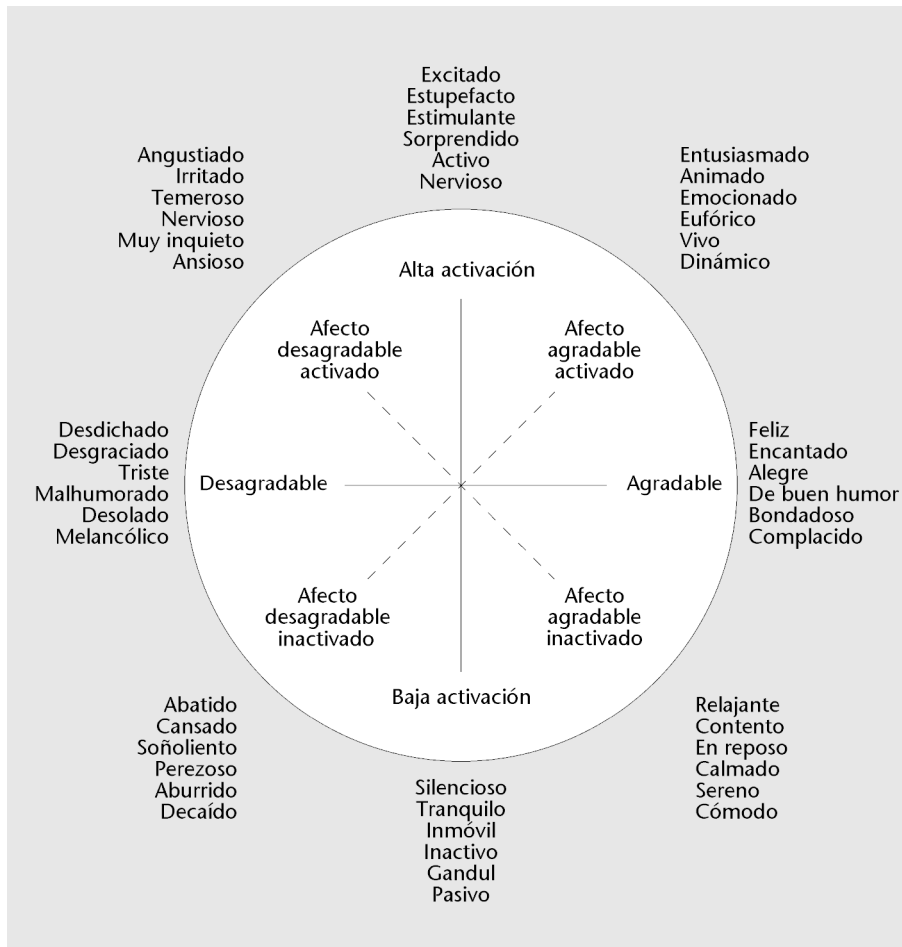 Excitado
Estupefacto
Estimulante
Sorprendido
Activo
Nervioso
Angustiado
Irritado
Temeroso
Nervioso
Muy inquieto
Ansioso
Entusiasmado
Animado
Emocionado
Eufórico
Vivo
Dinámico
Alta activación
Afecto
desagradable
activado
Afecto
agradable
activado
Desdichado
Desgraciado
Triste
Malhumorado
Desolado
Melancólico
Desagradable
Agradable
Feliz
Encantado
Alegre
De buen humor
Bondadoso
Complacido
Afecto
desagradable
inactivado
Afecto
agradable
inactivado
Baja activación
Abatido
Cansado
Soñoliento
Perezoso
Aburrido
Decaído
Silencioso
Tranquilo
Inmóvil
Inactivo
Gandul
Pasivo
Relajante
Contento
En reposo
Calmado
Sereno
Cómodo